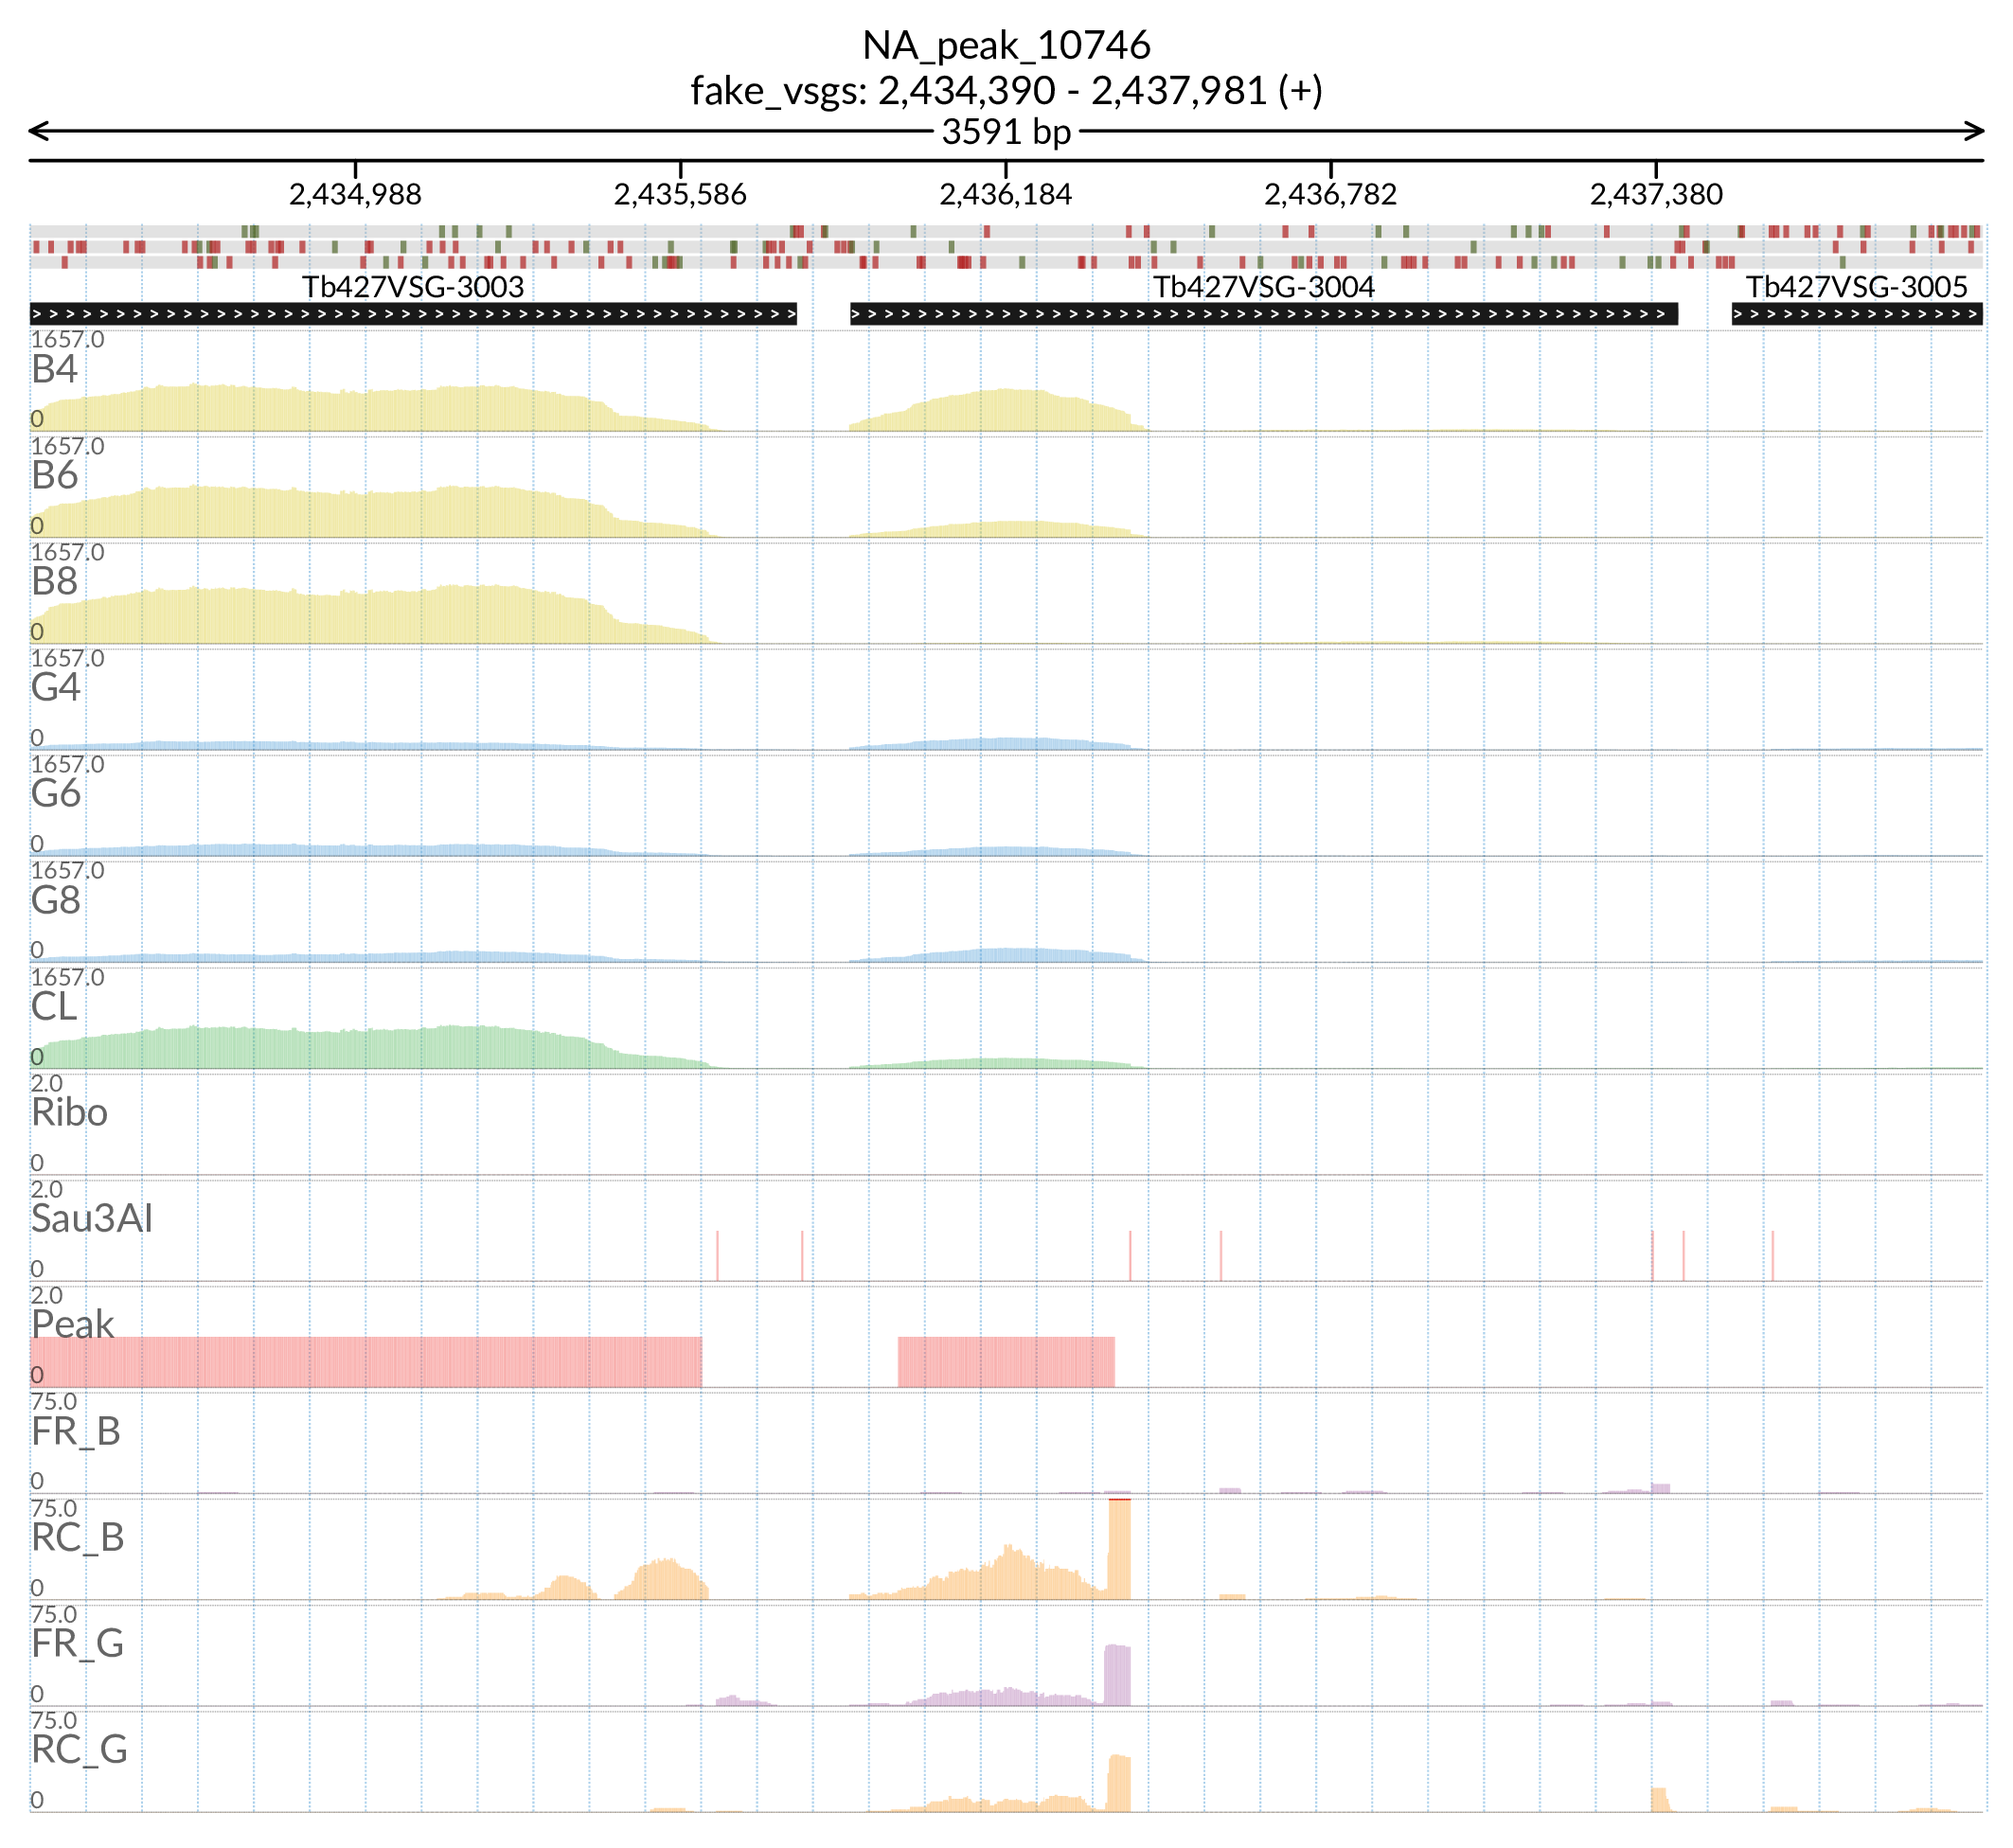 NA_peak_10746
fake_vsgs: 2,434,390 - 2,437,981 (+)
3591 bp
2,434,988 2,435,586 2,436,184 2,436,782 2,437,380
Tb427VSG-3003 Tb427VSG-3004 Tb427VSG-3005
1657.0
B4
0
1657.0
B6
0
1657.0
B8
0
1657.0
G4
0
1657.0
G6
0
1657.0
G8
0
1657.0
CL
0
2.0
Ribo
0
2.0
Sau3AI
0
2.0
Peak
0
75.0
FR_B
0
75.0
RC_B
0
75.0
FR_G
0
75.0
RC_G
0